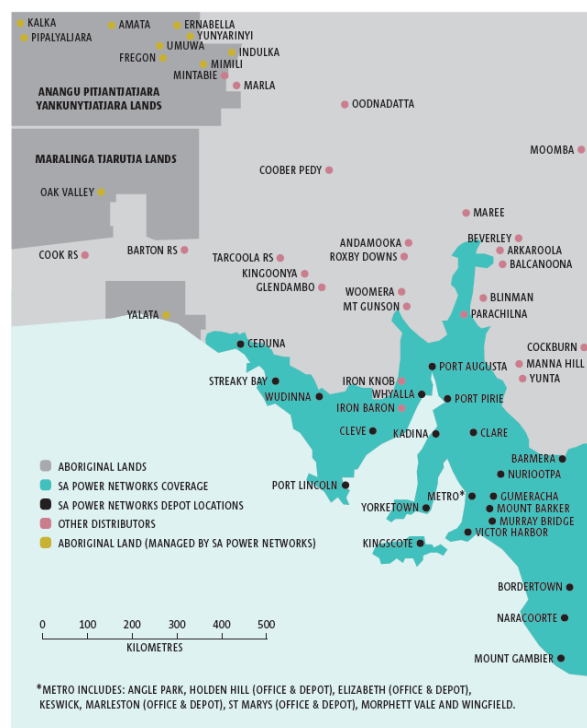 KALKA
AMATA
ERNABELLA
PIPALYALJARA
YUNYARINYI
UMUWA
INDULKA
FREGON
MIMILI
MINTABIE
MARLA
ANANGU PITJANTJATJARA
YANKUNYTJATJARA LANDS
OODNADATTA
MOOMBA
MARALINGA TJARUTJA LANDS
COOBER PEDY
OAK VALLEY
MAREE
BEVERLEY
ANDAMOOKA
ARKAROOLA
COOK RS
BARTON RS
TARCOOLA RS
ROXBY DOWNS
BALCANOONA
KINGOONYA
GLENDAMBO
WOOMERA
BLINMAN
MT GUNSON
PARACHILNA
YALATA
CEDUNA
COCKBURN
PORT AUGUSTA
MANNA HILL
STREAKY BAY
IRON KNOB
YUNTA
WUDINNA
WHYALLA
PORT PIRIE
IRON BARON
CLEVE
KADINA
CLARE
BARMERA
NURIOOTPA
PORT LINCOLN
METRO*
GUMERACHA
YORKETOWN
MOUNT BARKER
MURRAY BRIDGE
VICTOR HARBOR
KINGSCOTE
BORDERTOWN
NARACOORTE
MOUNT GAMBIER
ABORIGINAL LANDS
SA POWER NETWORKS COVERAGE
SA POWER NETWORKS DEPOT LOCATIONS
OTHER DISTRIBUTORS
ABORIGINAL LAND (MANAGED BY SA POWER NETWORKS)
0 100 200 300 400 500
KILOMETRES
*METRO INCLUDES: ANGLE PARK, HOLDEN HILL (OFFICE & DEPOT), ELIZABETH (OFFICE & DEPOT),
KESWICK, MARLESTON (OFFICE & DEPOT), ST MARYS (OFFICE & DEPOT), MORPHETT VALE AND WINGFIELD.